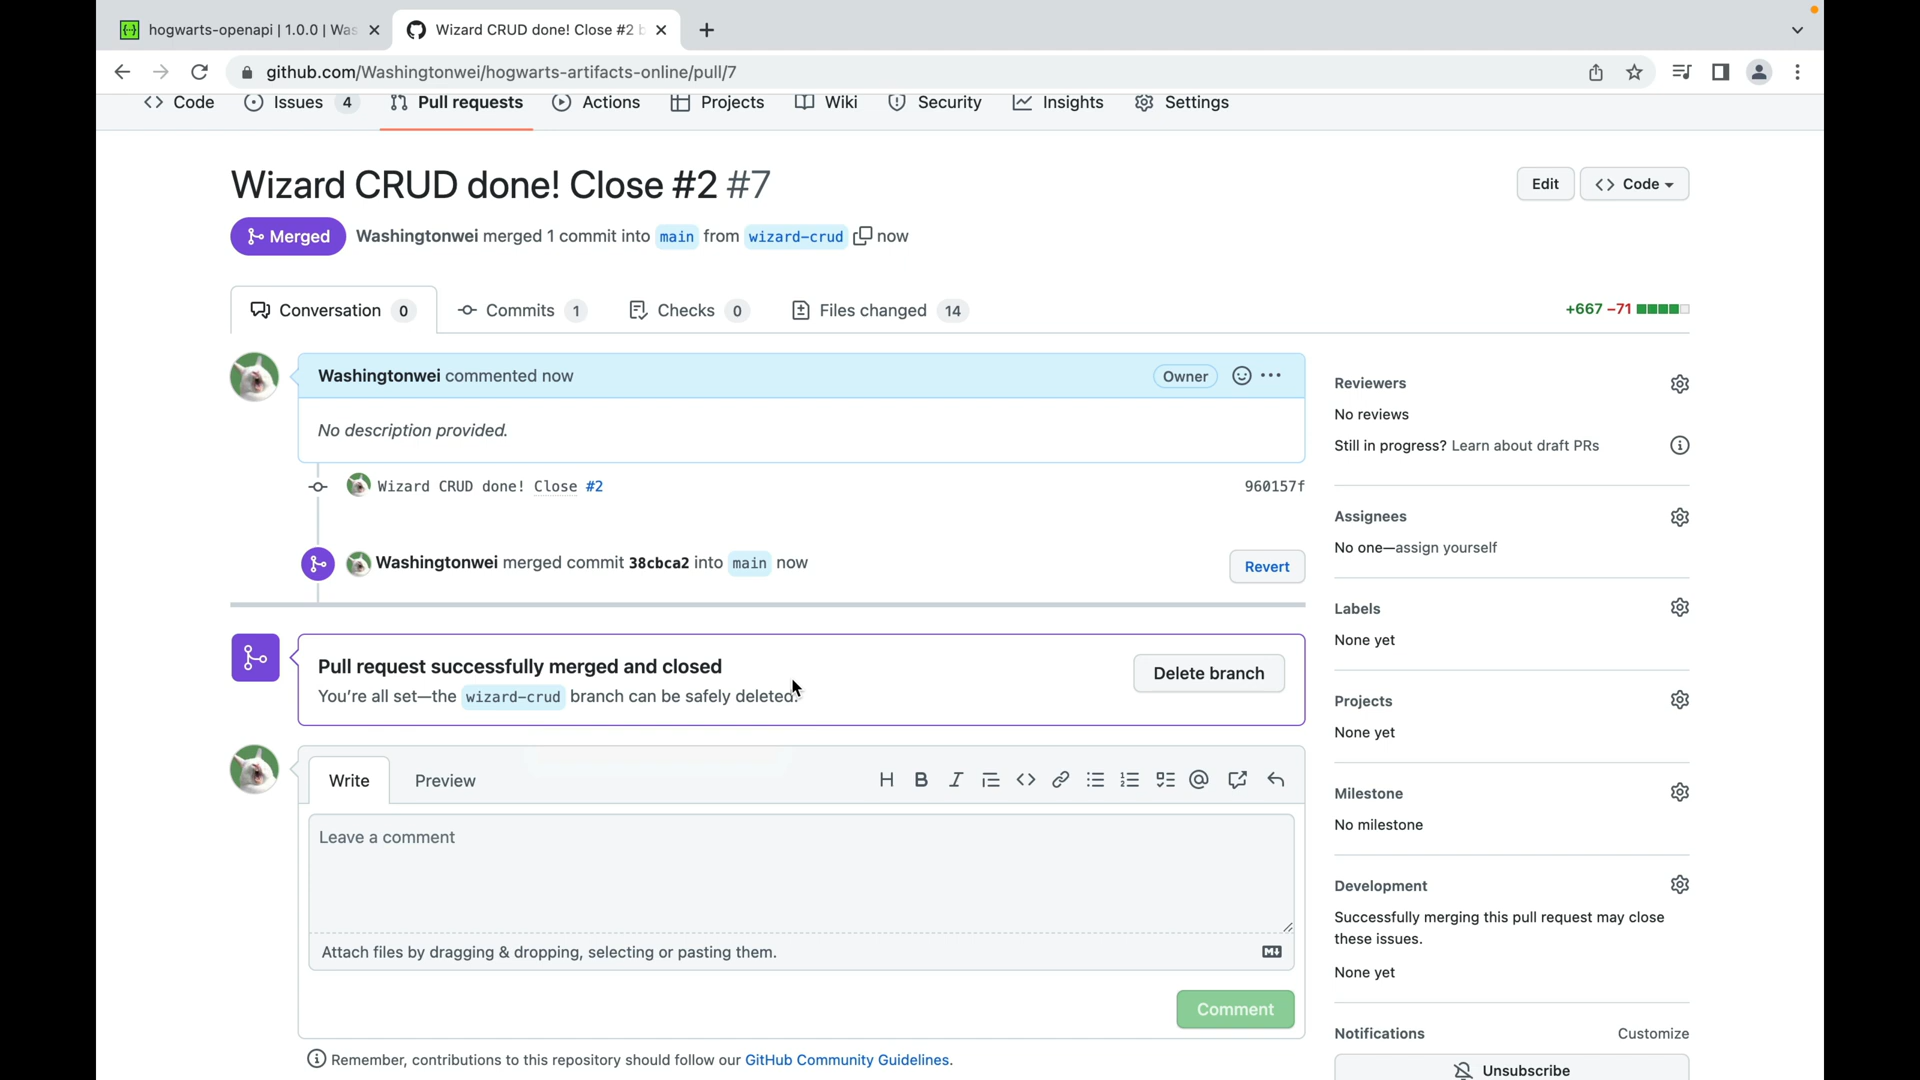 hogwarts-openapi | 1.0.0 | Was
Wizard CRUD done! Close #2 b
github.com/Washingtonwei/hogwarts-artifacts-online/pull/7
Code
Issues 4
Pull requests
Actions
Projects
Wiki
Security
Insights
Settings
Wizard CRUD done! Close #2 #7
Edit
Code
Merged
Washingtonwei merged 1 commit into main from wizard-crud now
Conversation 0
Commits 1
Checks 0
Files changed 14
+667 −71
Washingtonwei commented now
Owner
No description provided.
Wizard CRUD done! Close #2
960157f
Washingtonwei merged commit 38cbca2 into main now
Revert
Pull request successfully merged and closed
You're all set—the wizard-crud branch can be safely deleted.
Delete branch
Write
Preview
Leave a comment
Attach files by dragging & dropping, selecting or pasting them.
Comment
Remember, contributions to this repository should follow our GitHub Community Guidelines.
Reviewers
No reviews
Still in progress? Learn about draft PRs
Assignees
No one—assign yourself
Labels
None yet
Projects
None yet
Milestone
No milestone
Development
Successfully merging this pull request may close
these issues.
None yet
Notifications
Customize
Unsubscribe